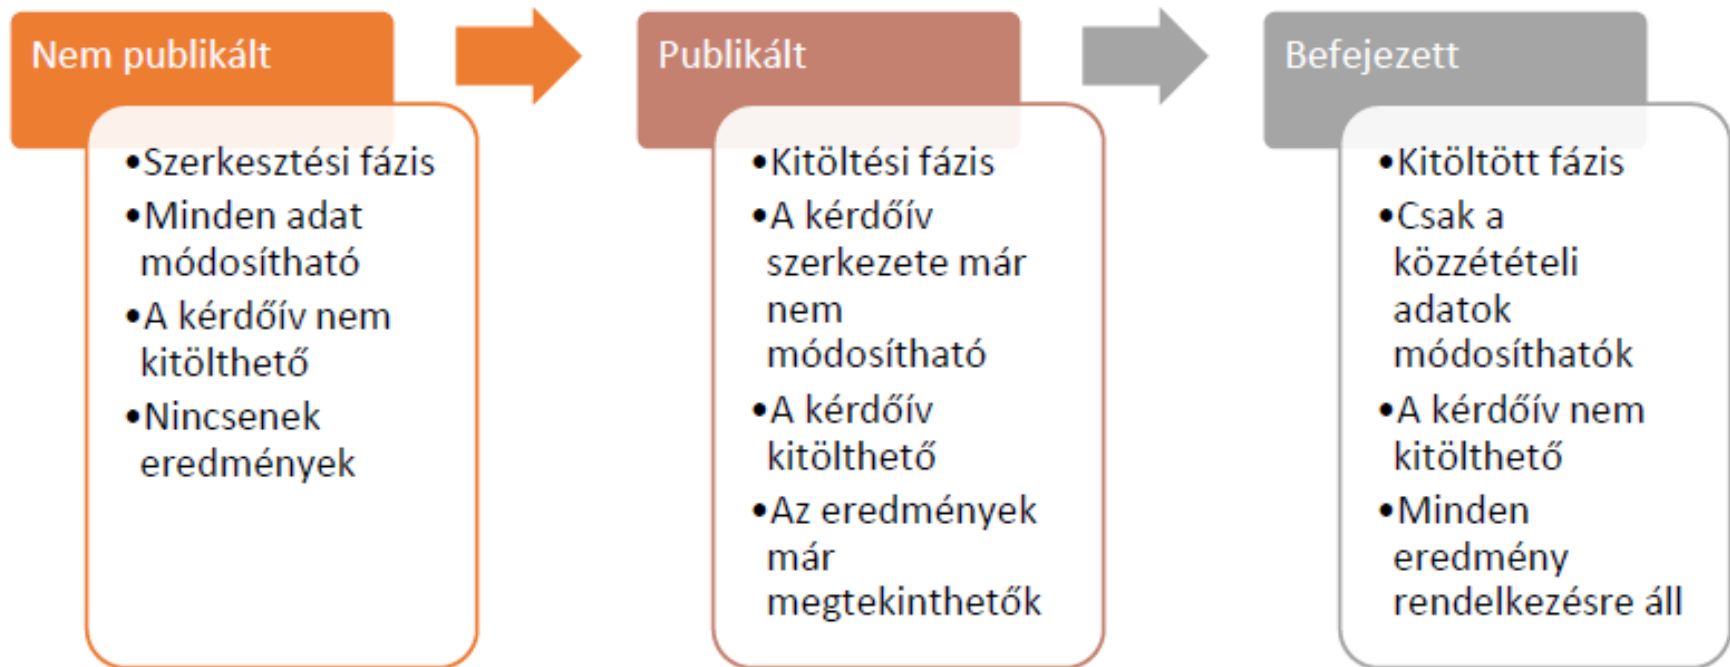 Nem publikált
•Szerkesztési fázis
•Minden adat
módosítható
•A kérdőív nem
kitölthető
•Nincsenek
eredmények
Publikált
•Kitöltési fázis
•A kérdőív
szerkezete már
nem
módosítható
•A kérdőív
kitölthető
•Az eredmények
már
megtekinthetők
Befejezett
•Kitöltött fázis
•Csak a
közzétételi
adatok
módosíthatók
•A kérdőív nem
kitölthető
•Minden
eredmény
rendelkezésre áll